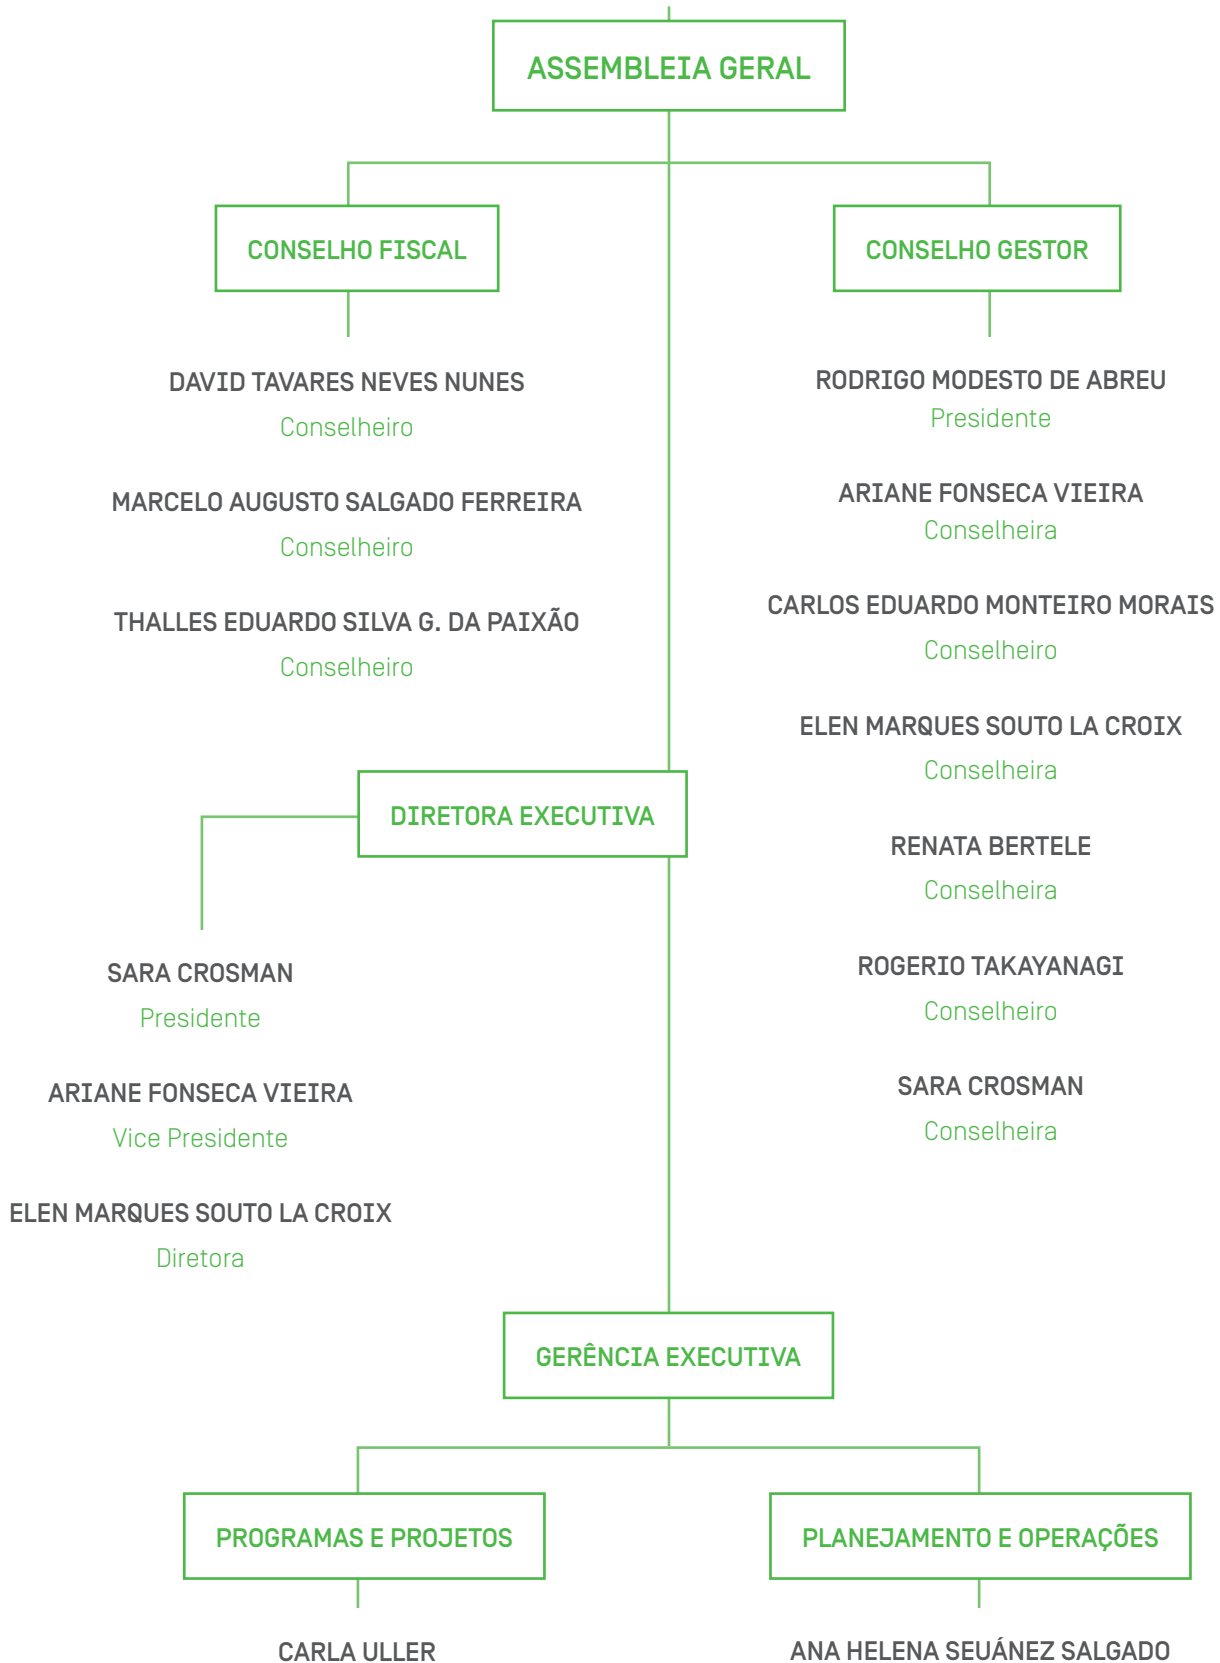 ASSEMBLEIA GERAL
CONSELHO FISCAL
DAVID TAVARES NEVES NUNES
Conselheiro
MARCELO AUGUSTO SALGADO FERREIRA
Conselheiro
THALLES EDUARDO SILVA G. DA PAIXÃO
Conselheiro
CONSELHO GESTOR
RODRIGO MODESTO DE ABREU
Presidente
ARIANE FONSECA VIEIRA
Conselheira
CARLOS EDUARDO MONTEIRO MORAIS
Conselheiro
ELEN MARQUES SOUTO LA CROIX
Conselheira
RENATA BERTELE
Conselheira
ROGERIO TAKAYANAGI
Conselheiro
SARA CROSMAN
Conselheira
DIRETORA EXECUTIVA
SARA CROSMAN
Presidente
ARIANE FONSECA VIEIRA
Vice Presidente
ELEN MARQUES SOUTO LA CROIX
Diretora
GERÊNCIA EXECUTIVA
PROGRAMAS E PROJETOS
CARLA ULLER
PLANEJAMENTO E OPERAÇÕES
ANA HELENA SEUÁNEZ SALGADO